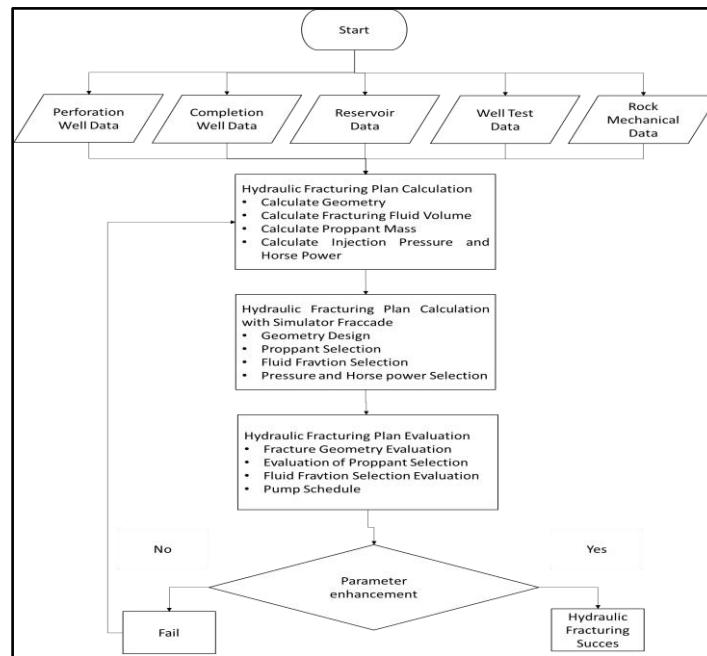 Start
Perforation
Well Data
Completion
Well Data
Reservoir
Data
Well Test
Data
Rock
Mechanical
Data
Hydraulic Fracturing Plan Calculation
• Calculate Geometry
• Calculate Fracturing Fluid Volume
• Calculate Proppant Mass
• Calculate Injection Pressure and
Horse Power
Hydraulic Fracturing Plan Calculation
with Simulator Fraccade
• Geometry Design
• Proppant Selection
• Fluid Fravtion Selection
• Pressure and Horse power Selection
Hydraulic Fracturing Plan Evaluation
• Fracture Geometry Evaluation
• Evaluation of Proppant Selection
• Fluid Fravtion Selection Evaluation
• Pump Schedule
No
Yes
Parameter
enhancement
Fail
Hydraulic
Fracturing
Succes